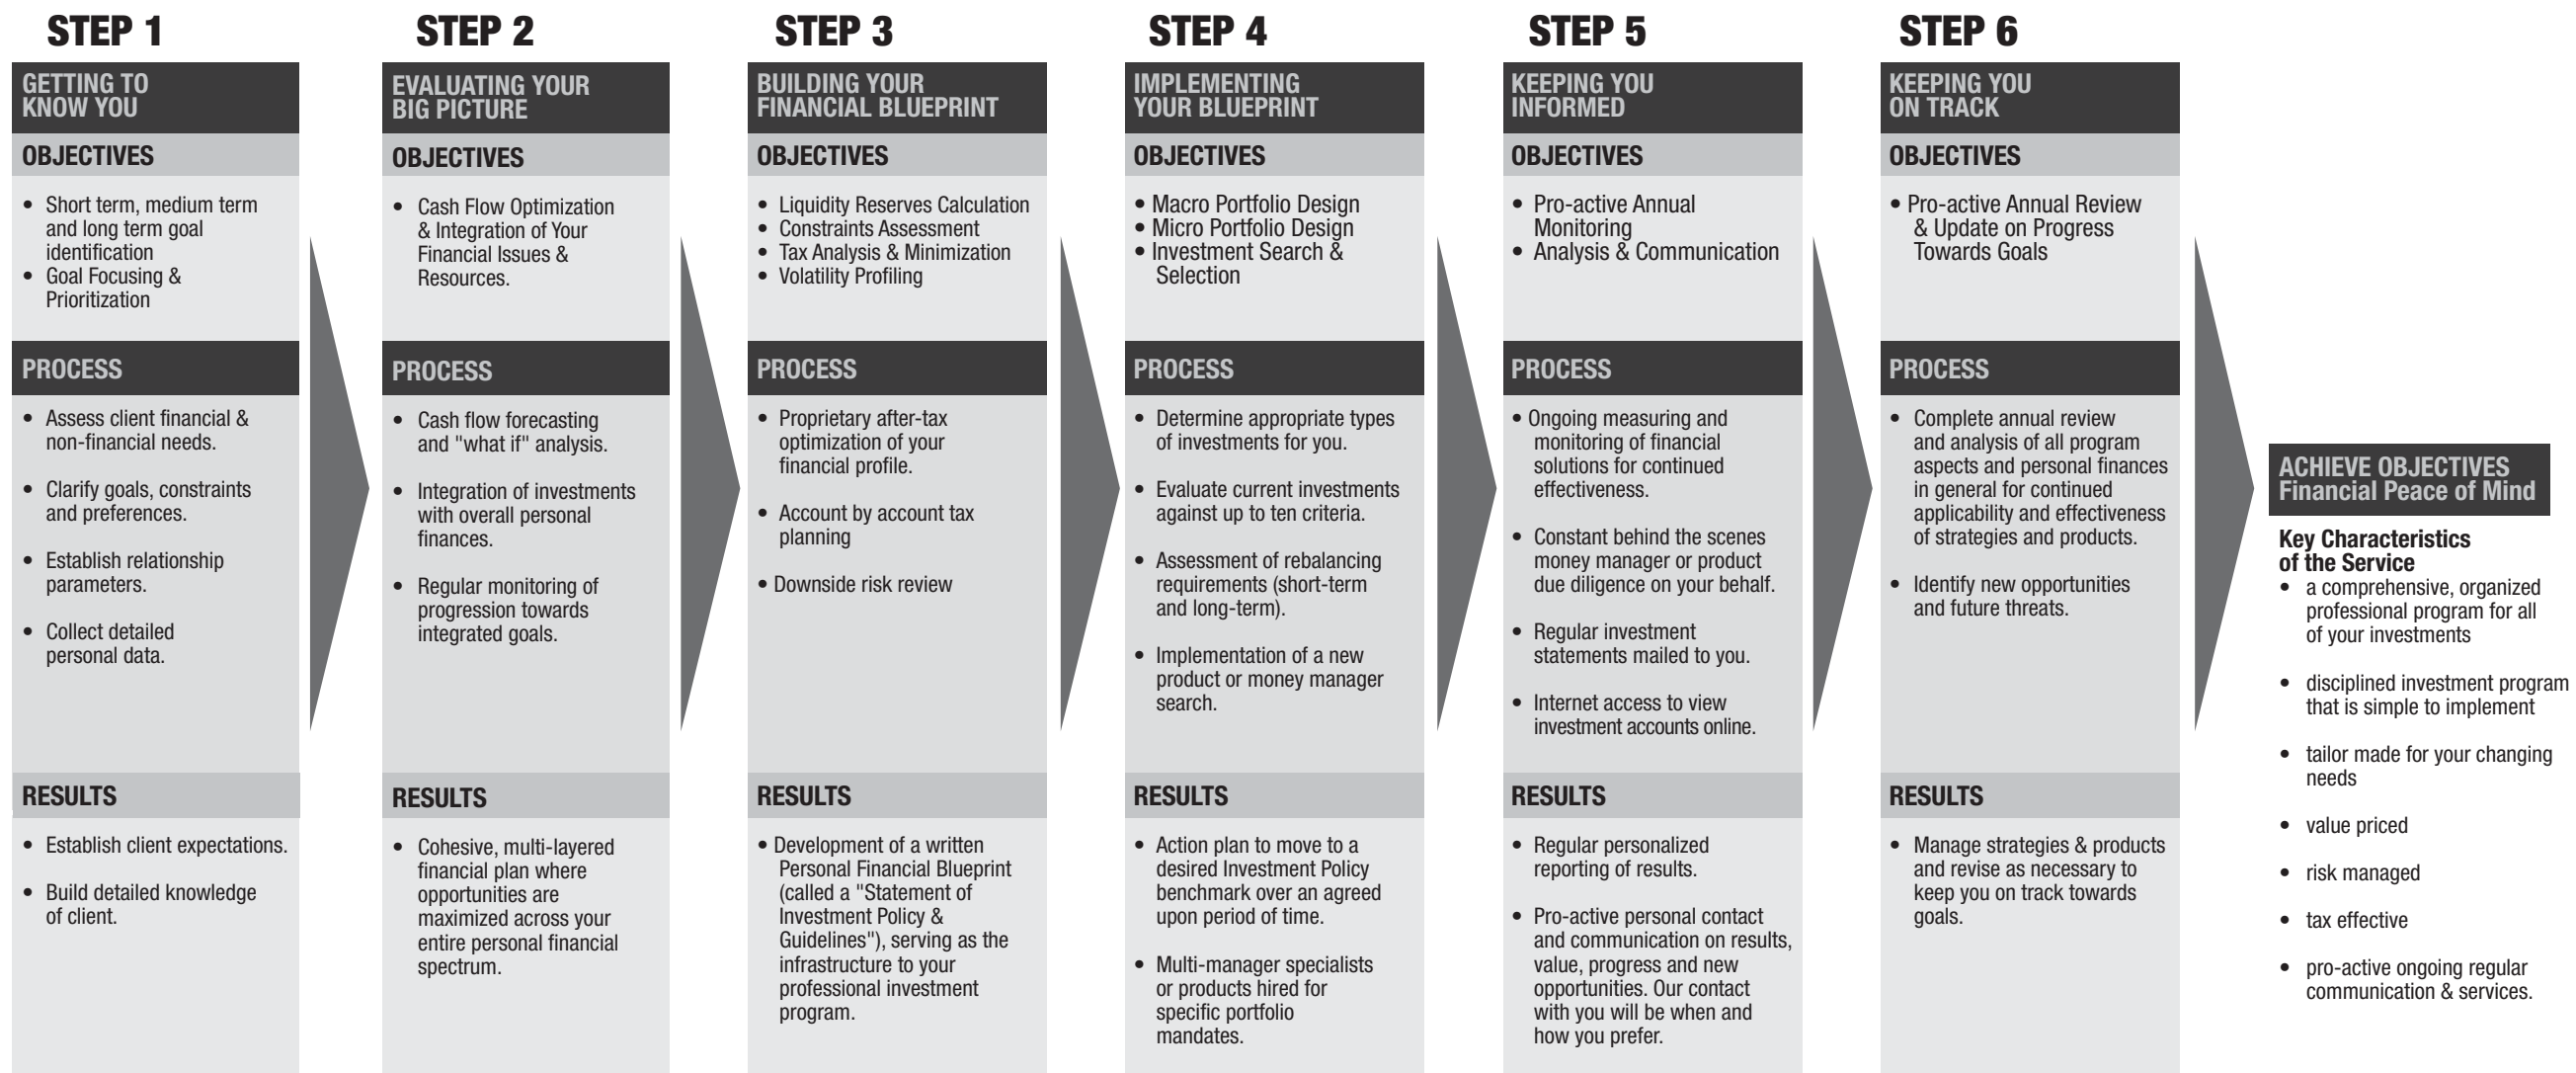 STEP 1
GETTING TO
KNOW YOU
OBJECTIVES
• Short term, medium term
and long term goal
identification
• Goal Focusing &
Prioritization
PROCESS
• Assess client financial &
non-financial needs.
• Clarify goals, constraints
and preferences.
• Establish relationship
parameters.
• Collect detailed
personal data.
RESULTS
• Establish client expectations.
• Build detailed knowledge
of client.
STEP 2
EVALUATING YOUR
BIG PICTURE
OBJECTIVES
• Cash Flow Optimization
& Integration of Your
Financial Issues &
Resources.
PROCESS
• Cash flow forecasting
and "what if" analysis.
• Integration of investments
with overall personal
finances.
• Regular monitoring of
progression towards
integrated goals.
RESULTS
• Cohesive, multi-layered
financial plan where
opportunities are
maximized across your
entire personal financial
spectrum.
STEP 3
BUILDING YOUR
FINANCIAL BLUEPRINT
OBJECTIVES
• Liquidity Reserves Calculation
• Constraints Assessment
• Tax Analysis & Minimization
• Volatility Profiling
PROCESS
• Proprietary after-tax
optimization of your
financial profile.
• Account by account tax
planning
• Downside risk review
RESULTS
• Development of a written
Personal Financial Blueprint
(called a "Statement of
Investment Policy &
Guidelines"), serving as the
infrastructure to your
professional investment
program.
STEP 4
IMPLEMENTING
YOUR BLUEPRINT
OBJECTIVES
• Macro Portfolio Design
• Micro Portfolio Design
• Investment Search &
Selection
PROCESS
• Determine appropriate types
of investments for you.
• Evaluate current investments
against up to ten criteria.
• Assessment of rebalancing
requirements (short-term
and long-term).
• Implementation of a new
product or money manager
search.
RESULTS
• Action plan to move to a
desired Investment Policy
benchmark over an agreed
upon period of time.
• Multi-manager specialists
or products hired for
specific portfolio
mandates.
STEP 5
KEEPING YOU
INFORMED
OBJECTIVES
• Pro-active Annual
Monitoring
• Analysis & Communication
PROCESS
• Ongoing measuring and
monitoring of financial
solutions for continued
effectiveness.
• Constant behind the scenes
money manager or product
due diligence on your behalf.
• Regular investment
statements mailed to you.
• Internet access to view
investment accounts online.
RESULTS
• Regular personalized
reporting of results.
• Pro-active personal contact
and communication on results,
value, progress and new
opportunities. Our contact
with you will be when and
how you prefer.
STEP 6
KEEPING YOU
ON TRACK
OBJECTIVES
• Pro-active Annual Review
& Update on Progress
Towards Goals
PROCESS
• Complete annual review
and analysis of all program
aspects and personal finances
in general for continued
applicability and effectiveness
of strategies and products.
• Identify new opportunities
and future threats.
RESULTS
• Manage strategies & products
and revise as necessary to
keep you on track towards
goals.
ACHIEVE OBJECTIVES
Financial Peace of Mind
Key Characteristics
of the Service
• a comprehensive, organized
professional program for all
of your investments
• disciplined investment program
that is simple to implement
• tailor made for your changing
needs
• value priced
• risk managed
• tax effective
• pro-active ongoing regular
communication & services.